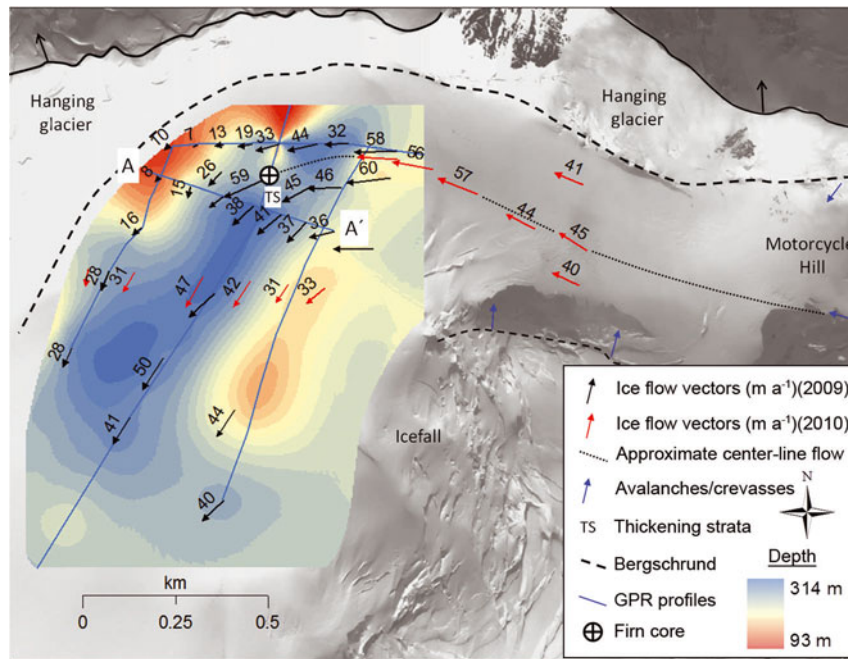 Hanging
glacier
Hanging
glacier
10
7
13
19
33
44
32
58
56
57
41
A
8
15
26
59
TS
45
46
60
38
41
37
36
A´
44
45
40
Motorcycle
Hill
16
28
31
47
42
31
33
28
50
41
44
40
Icefall
km
0
0.25
0.5
Ice flow vectors (m a⁻¹)(2009)
Ice flow vectors (m a⁻¹)(2010)
Approximate center-line flow
Avalanches/crevasses
N
TS Thickening strata
Bergschrund
Depth
GPR profiles
314 m
Firn core
93 m